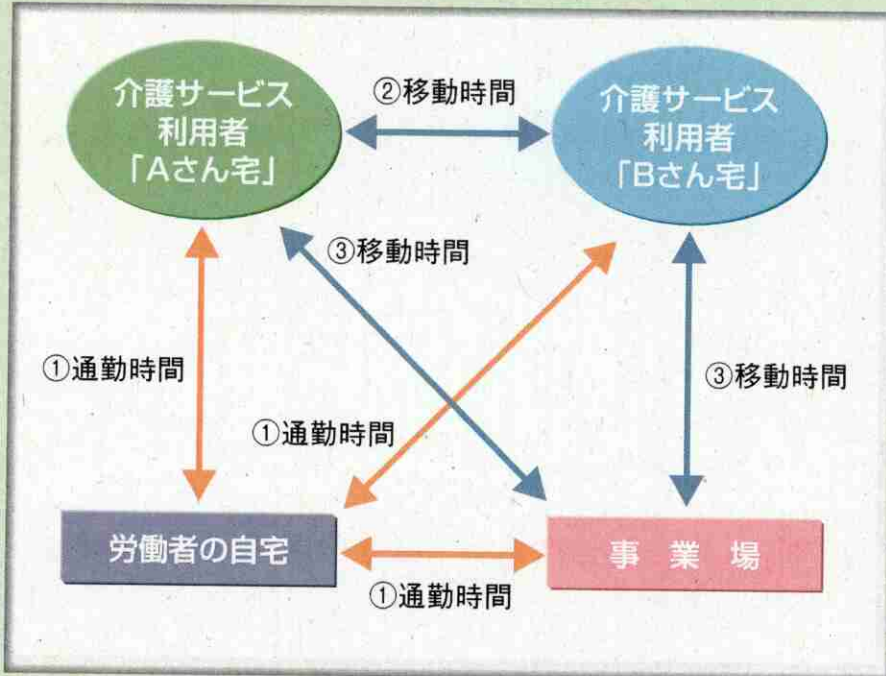 介護サービス
利用者
「Aさん宅」
②移動時間
介護サービス
利用者
「Bさん宅」
③移動時間
①通勤時間
③移動時間
①通勤時間
労働者の自宅
事業場
①通勤時間